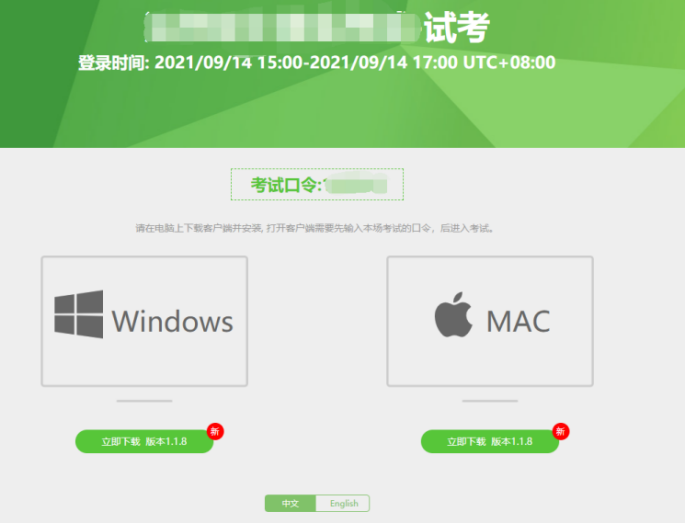 试考
登录时间: 2021/09/14 15:00-2021/09/14 17:00 UTC+08:00
考试口令:
请在电脑上下载客户端并安装, 打开客户端需要先输入本场考试的口令，后进入考试。
Windows
MAC
立即下载 版本1.1.8
新
立即下载 版本1.1.8
新
中文
English